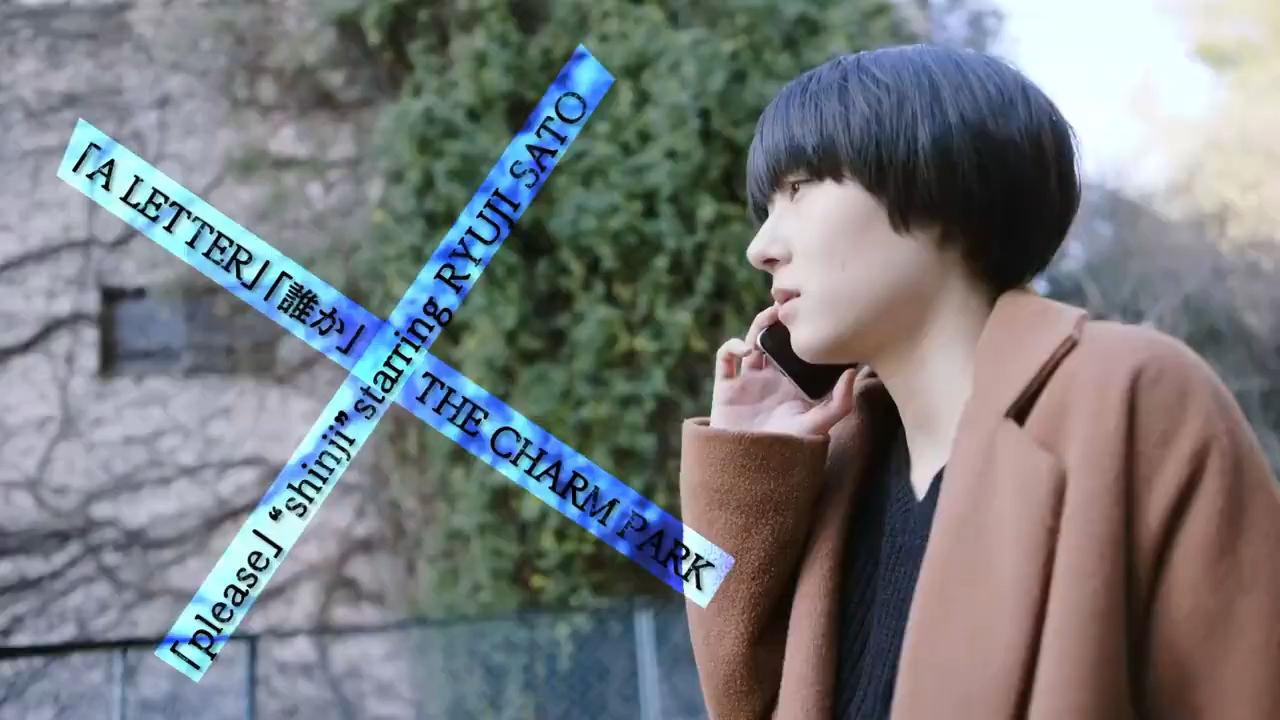 「A LETTER」「誰か」 THE CHARM PARK
「please」 “shinji” starring RYUJI SATO